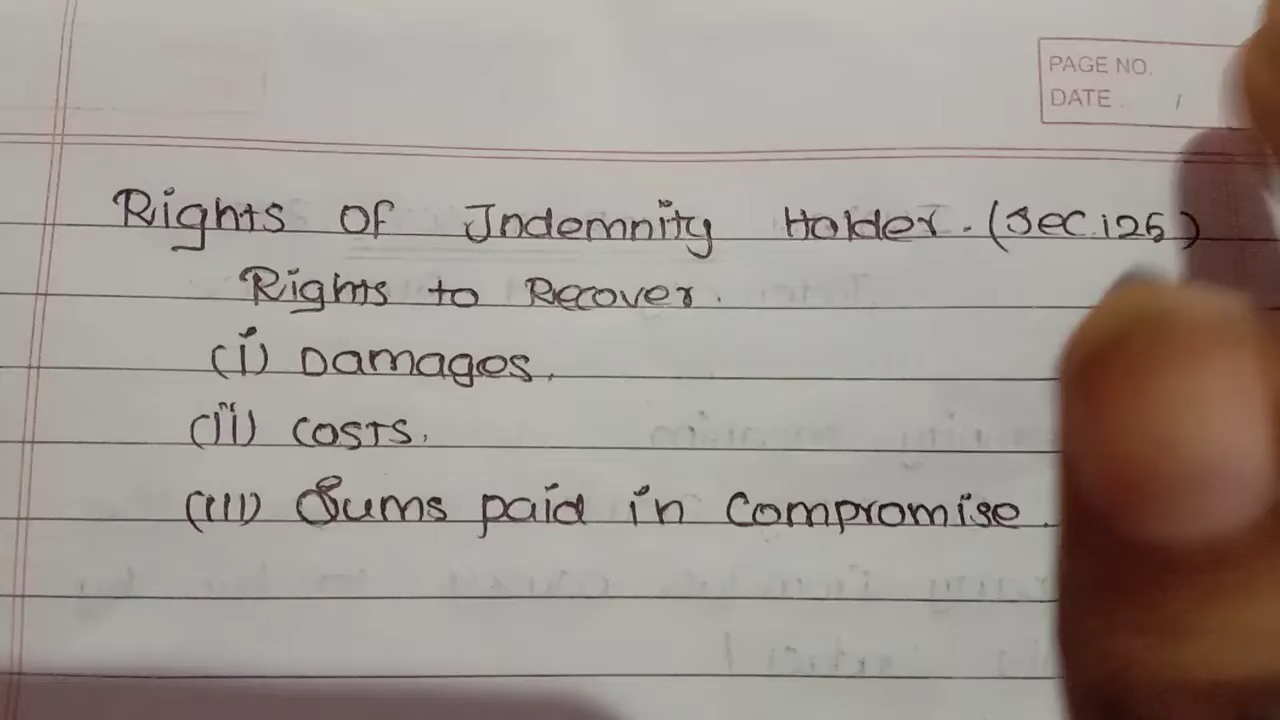 PAGE NO.
DATE : /
Rights of Indemnity Holder. (Sec.125)
Rights to Recover.
(i) Damages.
(ii) Costs.
(III) Sums paid in Compromise.